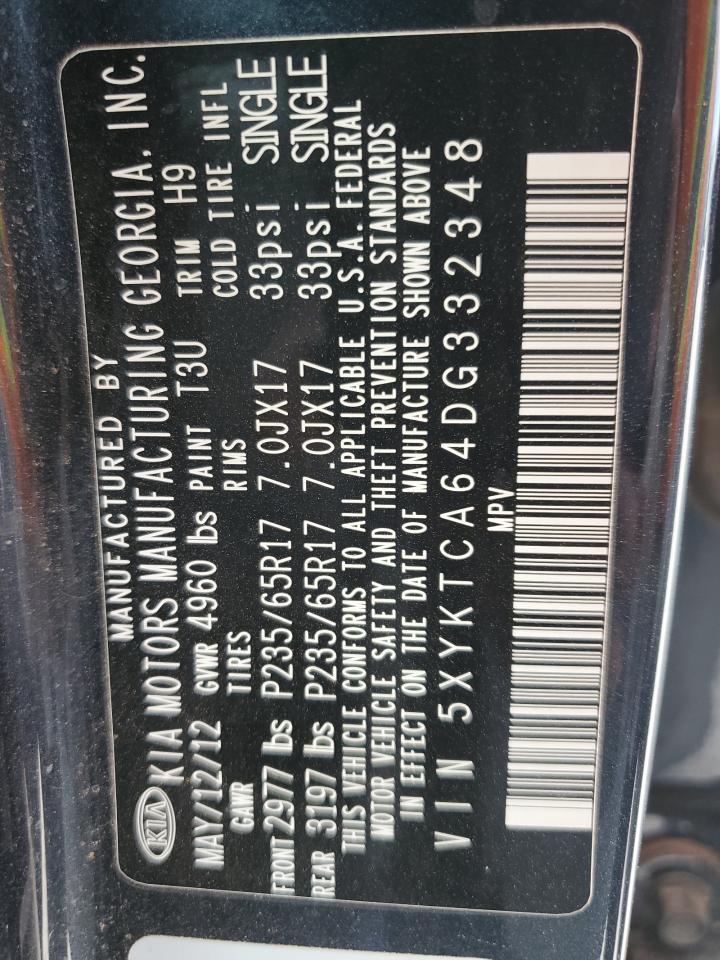 MANUFACTURED BY
KIA KIA MOTORS MANUFACTURING GEORGIA, INC.
MAY/12/12 GVWR 4960 lbs PAINT T3U TRIM H9
GAWR TIRES RIMS COLD TIRE INFL
FRONT 2977 lbs P235/65R17 7.0JX17 33psi SINGLE
REAR 3197 lbs P235/65R17 7.0JX17 33psi SINGLE
THIS VEHICLE CONFORMS TO ALL APPLICABLE U.S.A. FEDERAL
MOTOR VEHICLE SAFETY AND THEFT PREVENTION STANDARDS
IN EFFECT ON THE DATE OF MANUFACTURE SHOWN ABOVE
VIN 5XYKTCA64DG332348
MPV